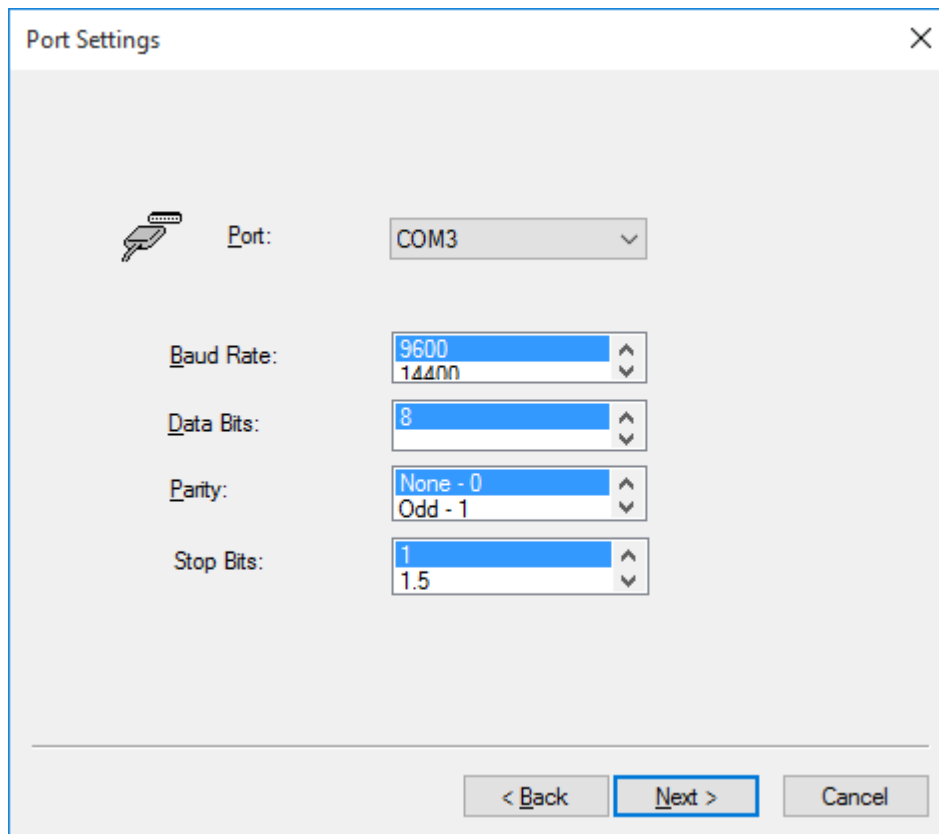 Port Settings
Port:
COM3
Baud Rate:
9600
14400
Data Bits:
8
Parity:
None - 0
Odd - 1
Stop Bits:
1
1.5
< Back
Next >
Cancel